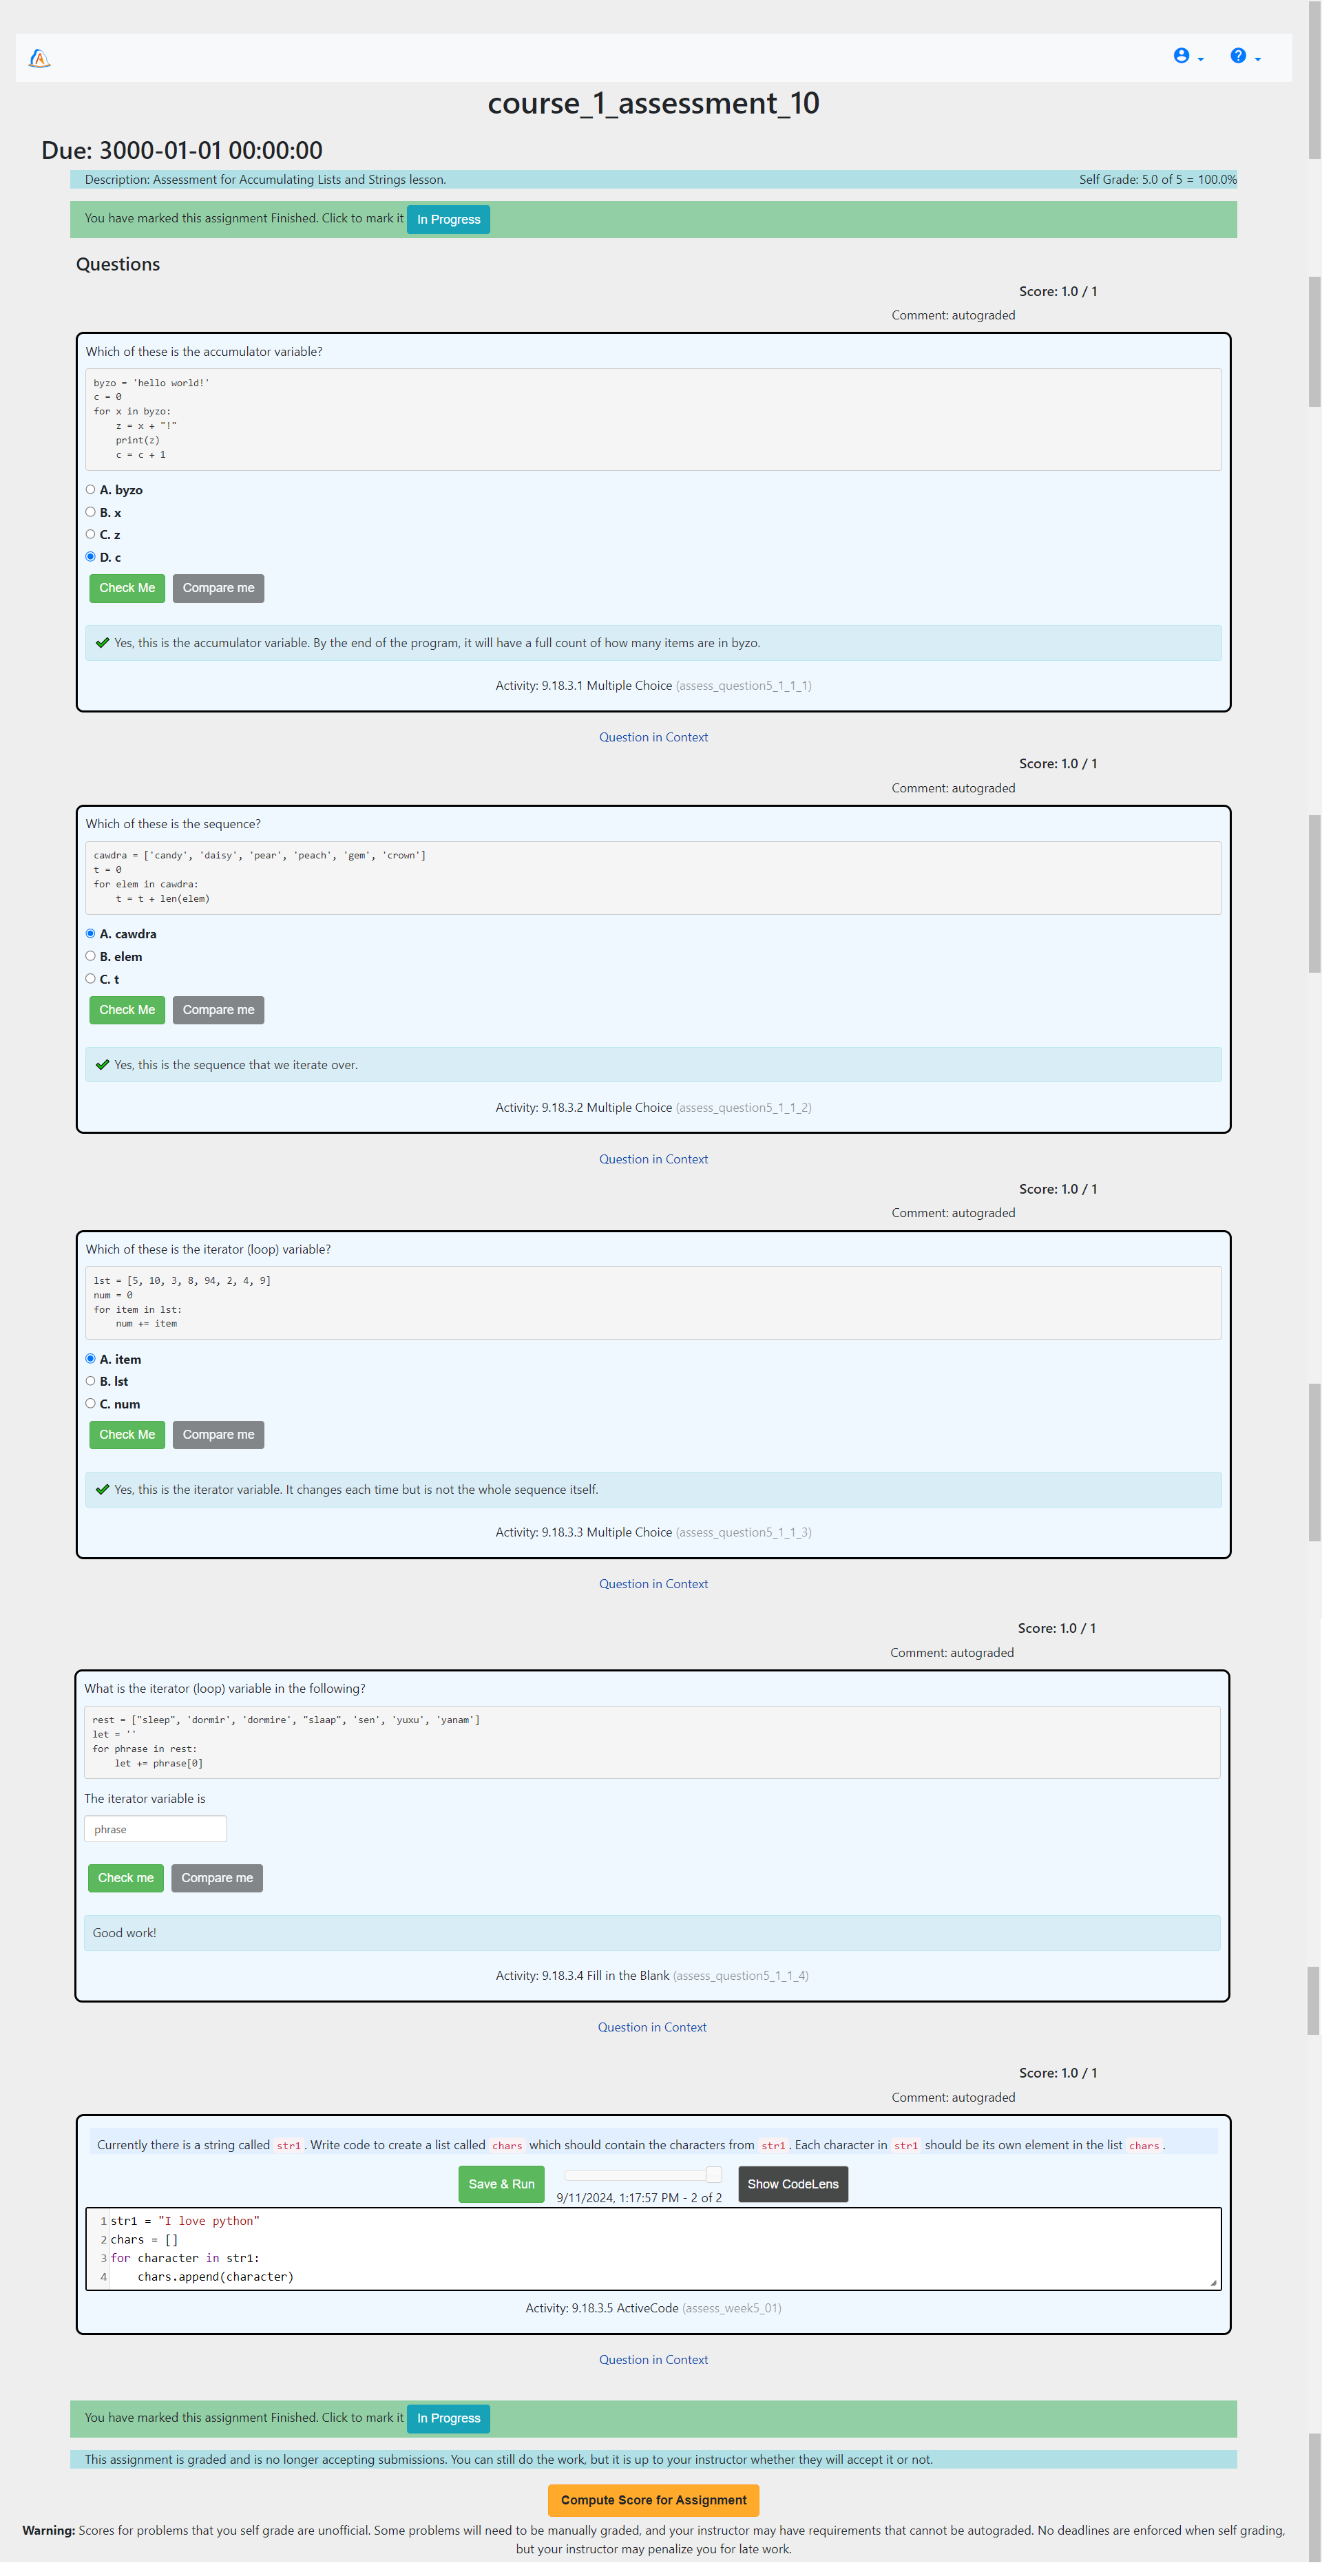 course_1_assessment_10
Due: 3000-01-01 00:00:00
Description: Assessment for Accumulating Lists and Strings lesson.
Self Grade: 5.0 of 5 = 100.0%
You have marked this assignment Finished. Click to mark it In Progress
Questions
Score: 1.0 / 1
Comment: autograded
Which of these is the accumulator variable?
byzo = 'hello world!'
c = 0
for x in byzo:
    z = x + "!"
    print(z)
    c = c + 1
A. byzo
B. x
C. z
D. c
Check Me Compare me
Yes, this is the accumulator variable. By the end of the program, it will have a full count of how many items are in byzo.
Activity: 9.18.3.1 Multiple Choice (assess_question5_1_1_1)
Question in Context
Score: 1.0 / 1
Comment: autograded
Which of these is the sequence?
cawdra = ['candy', 'daisy', 'pear', 'peach', 'gem', 'crown']
t = 0
for elem in cawdra:
    t = t + len(elem)
A. cawdra
B. elem
C. t
Check Me Compare me
Yes, this is the sequence that we iterate over.
Activity: 9.18.3.2 Multiple Choice (assess_question5_1_1_2)
Question in Context
Score: 1.0 / 1
Comment: autograded
Which of these is the iterator (loop) variable?
lst = [5, 10, 3, 8, 94, 2, 4, 9]
num = 0
for item in lst:
    num += item
A. item
B. lst
C. num
Check Me Compare me
Yes, this is the iterator variable. It changes each time but is not the whole sequence itself.
Activity: 9.18.3.3 Multiple Choice (assess_question5_1_1_3)
Question in Context
Score: 1.0 / 1
Comment: autograded
What is the iterator (loop) variable in the following?
rest = ["sleep", 'dormir', 'dormire', "slaap", 'sen', 'yuxu', 'yanam']
let = ''
for phrase in rest:
    let += phrase[0]
The iterator variable is
phrase
Check me Compare me
Good work!
Activity: 9.18.3.4 Fill in the Blank (assess_question5_1_1_4)
Question in Context
Score: 1.0 / 1
Comment: autograded
Currently there is a string called str1. Write code to create a list called chars which should contain the characters from str1. Each character in str1 should be its own element in the list chars.
Save & Run 9/11/2024, 1:17:57 PM - 2 of 2 Show CodeLens
1 str1 = "I love python"
2 chars = []
3 for character in str1:
4     chars.append(character)
Activity: 9.18.3.5 ActiveCode (assess_week5_01)
Question in Context
You have marked this assignment Finished. Click to mark it In Progress
This assignment is graded and is no longer accepting submissions. You can still do the work, but it is up to your instructor whether they will accept it or not.
Compute Score for Assignment
Warning: Scores for problems that you self grade are unofficial. Some problems will need to be manually graded, and your instructor may have requirements that cannot be autograded. No deadlines are enforced when self grading,
but your instructor may penalize you for late work.